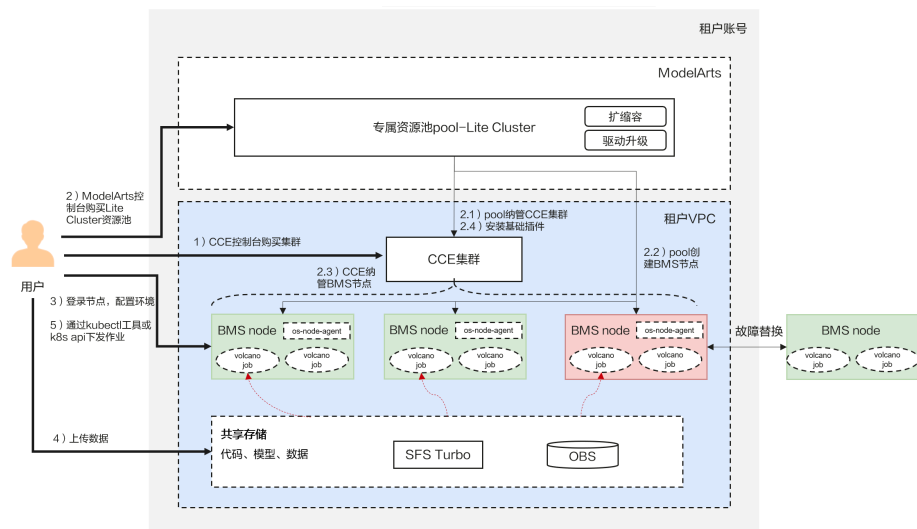 租户账号
ModelArts
专属资源池pool-Lite Cluster
扩缩容
驱动升级
2）ModelArts控
制台购买Lite
Cluster资源池
租户VPC
2.1）pool纳管CCE集群
2.4）安装基础插件
1）CCE控制台购买集群
CCE集群
2.2）pool创
建BMS节点
2.3）CCE纳
管BMS节点
用户
3）登录节点，配置环境
5）通过kubectl工具或
k8s api下发作业
BMS node
os-node-agent
volcano
job
volcano
job
BMS node
os-node-agent
volcano
job
volcano
job
BMS node
os-node-agent
volcano
job
volcano
job
故障替换
BMS node
volcano
job
volcano
job
4）上传数据
共享存储
代码、模型、数据
SFS Turbo
OBS